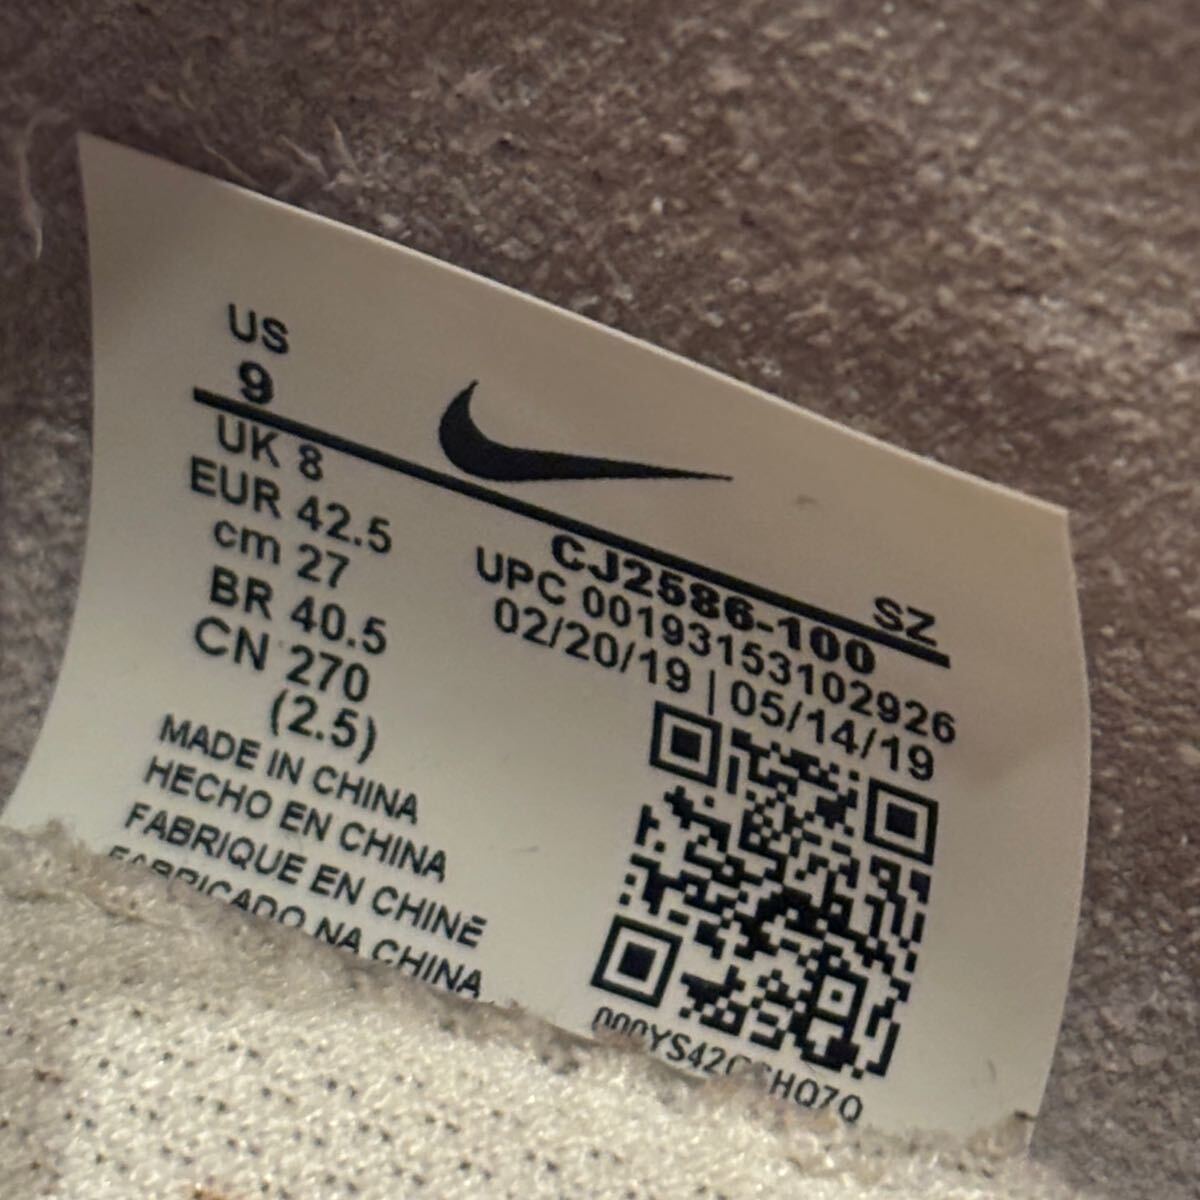 US
9
UK 8
EUR 42.5
cm 27
BR 40.5
CN 270
(2.5)
MADE IN CHINA
HECHO EN CHINA
FABRIQUE EN CHINE
FABRICADO NA CHINA
CJ2586-100 SZ
UPC 00193153102926
02/20/19 | 05/14/19